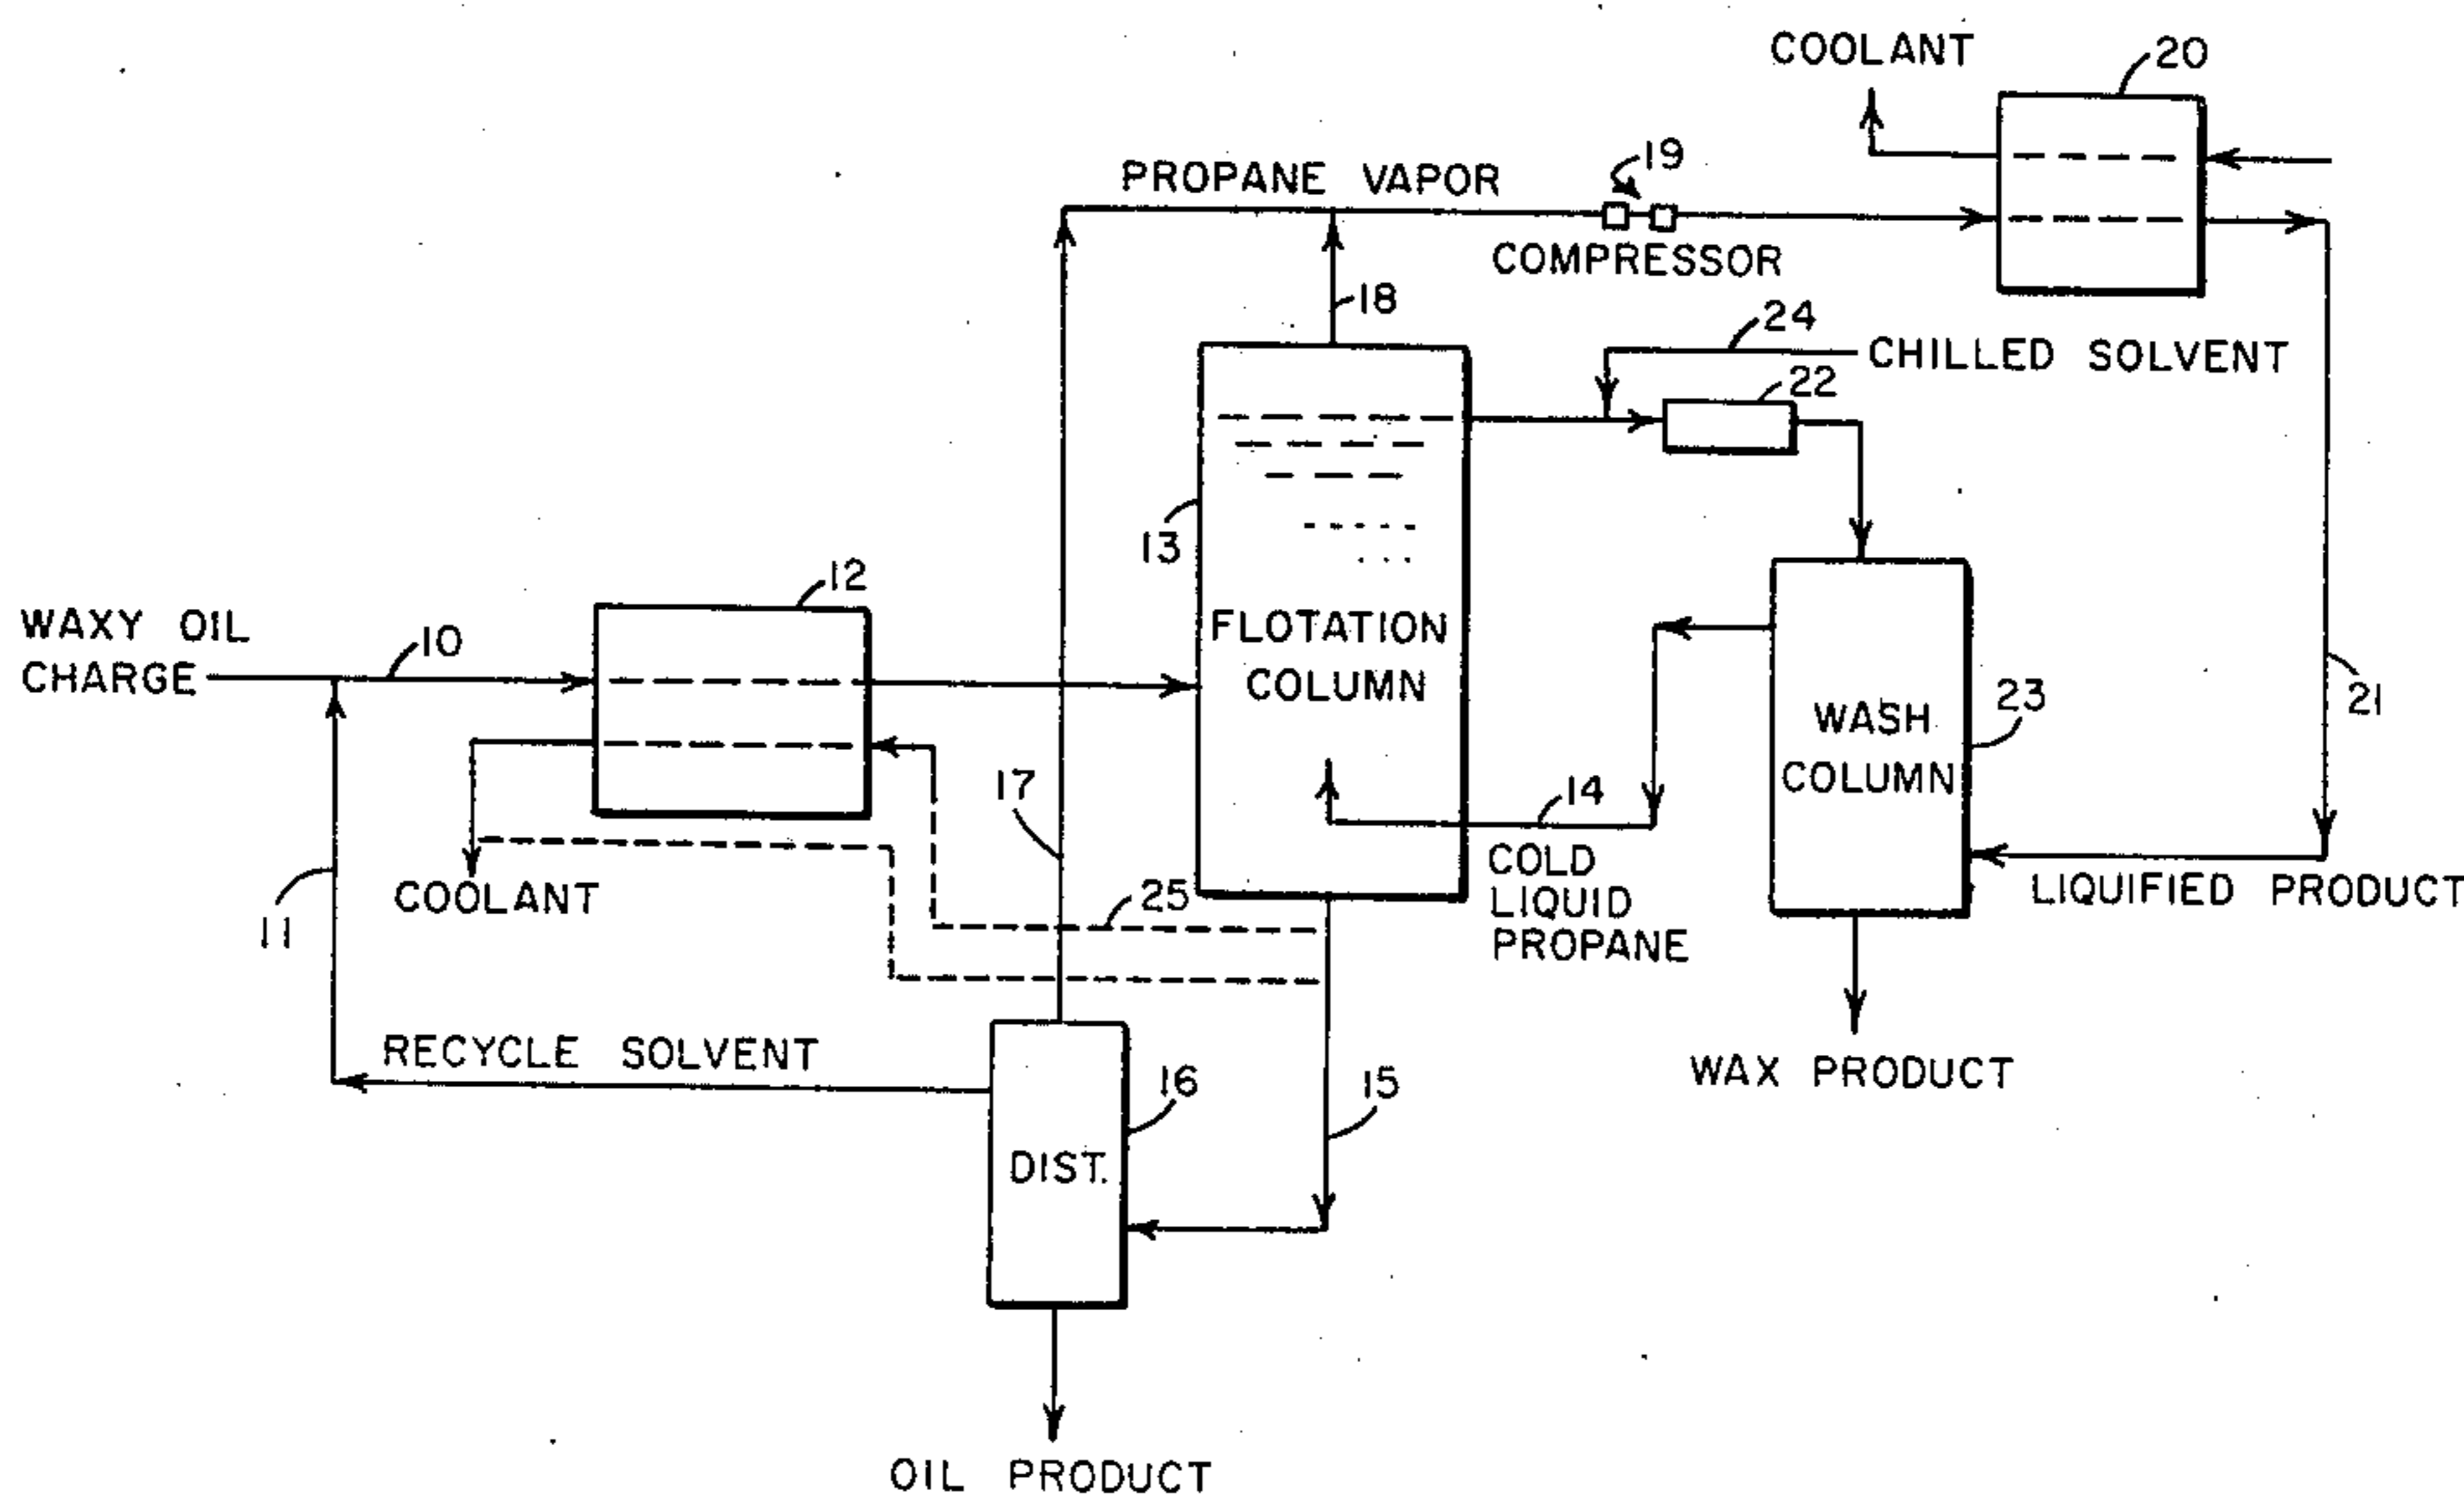 COOLANT
20
19
PROPANE VAPOR
COMPRESSOR
18
24
CHILLED SOLVENT
22
13
12
WAXY OIL
CHARGE
10
FLOTATION
COLUMN
23
21
WASH
COLUMN
17
14
COLD
LIQUID
PROPANE
LIQUIFIED PRODUCT
11
COOLANT
25
RECYCLE SOLVENT
16
15
WAX PRODUCT
DIST.
OIL PRODUCT